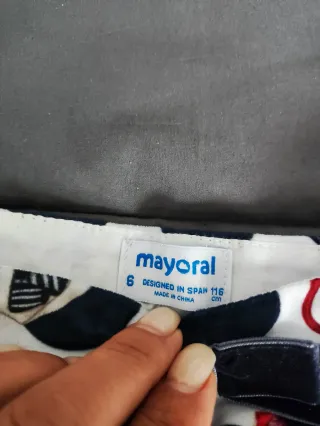 mayoral
6 DESIGNED IN SPAIN 116
MADE IN CHINA cm